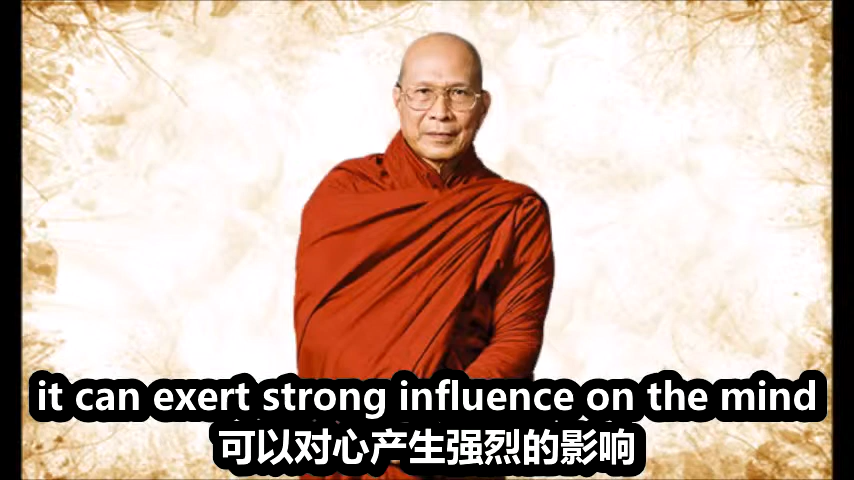 it can exert strong influence on the mind
可以对心产生强烈的影响